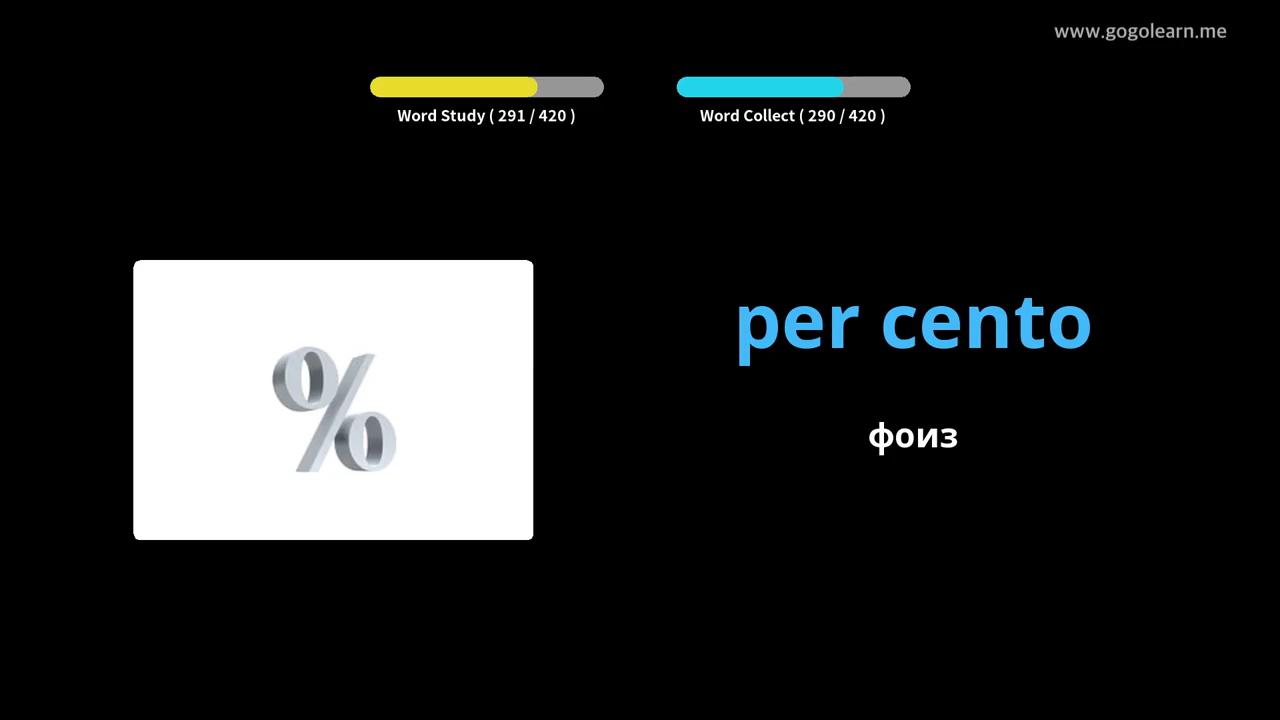 www.gogolearn.me
Word Study ( 291 / 420 )
Word Collect ( 290 / 420 )
%
per cento
фоиз